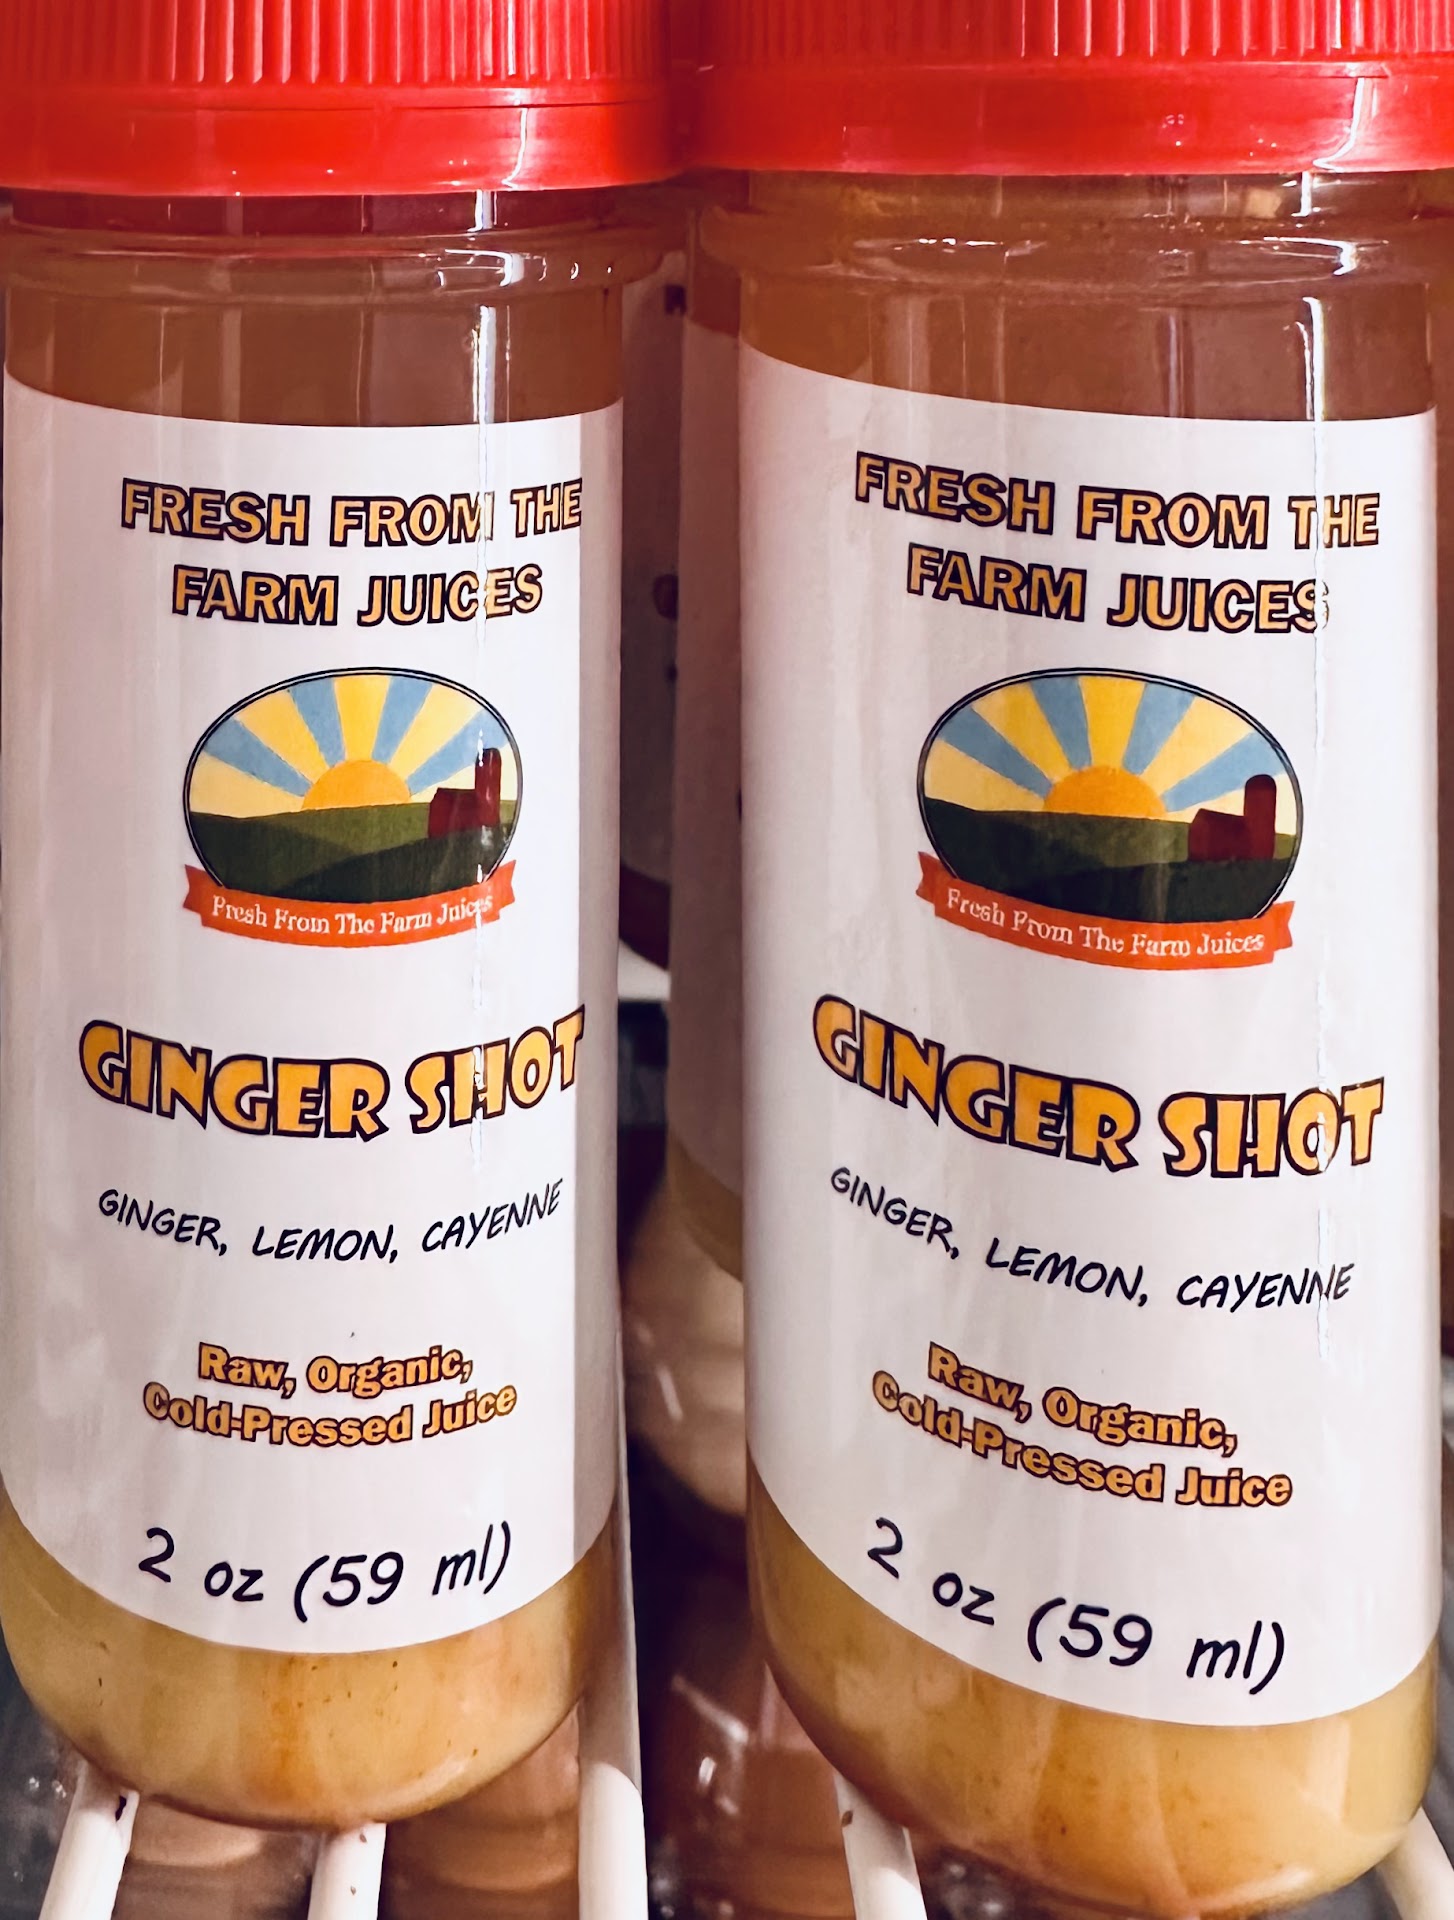 FRESH FROM THE
FARM JUICES
Fresh From The Farm Juices
GINGER SHOT
GINGER, LEMON, CAYENNE
Raw, Organic,
Cold-Pressed Juice
2 oz (59 ml)
FRESH FROM THE
FARM JUICES
Fresh From The Farm Juices
GINGER SHOT
GINGER, LEMON, CAYENNE
Raw, Organic,
Cold-Pressed Juice
2 oz (59 ml)